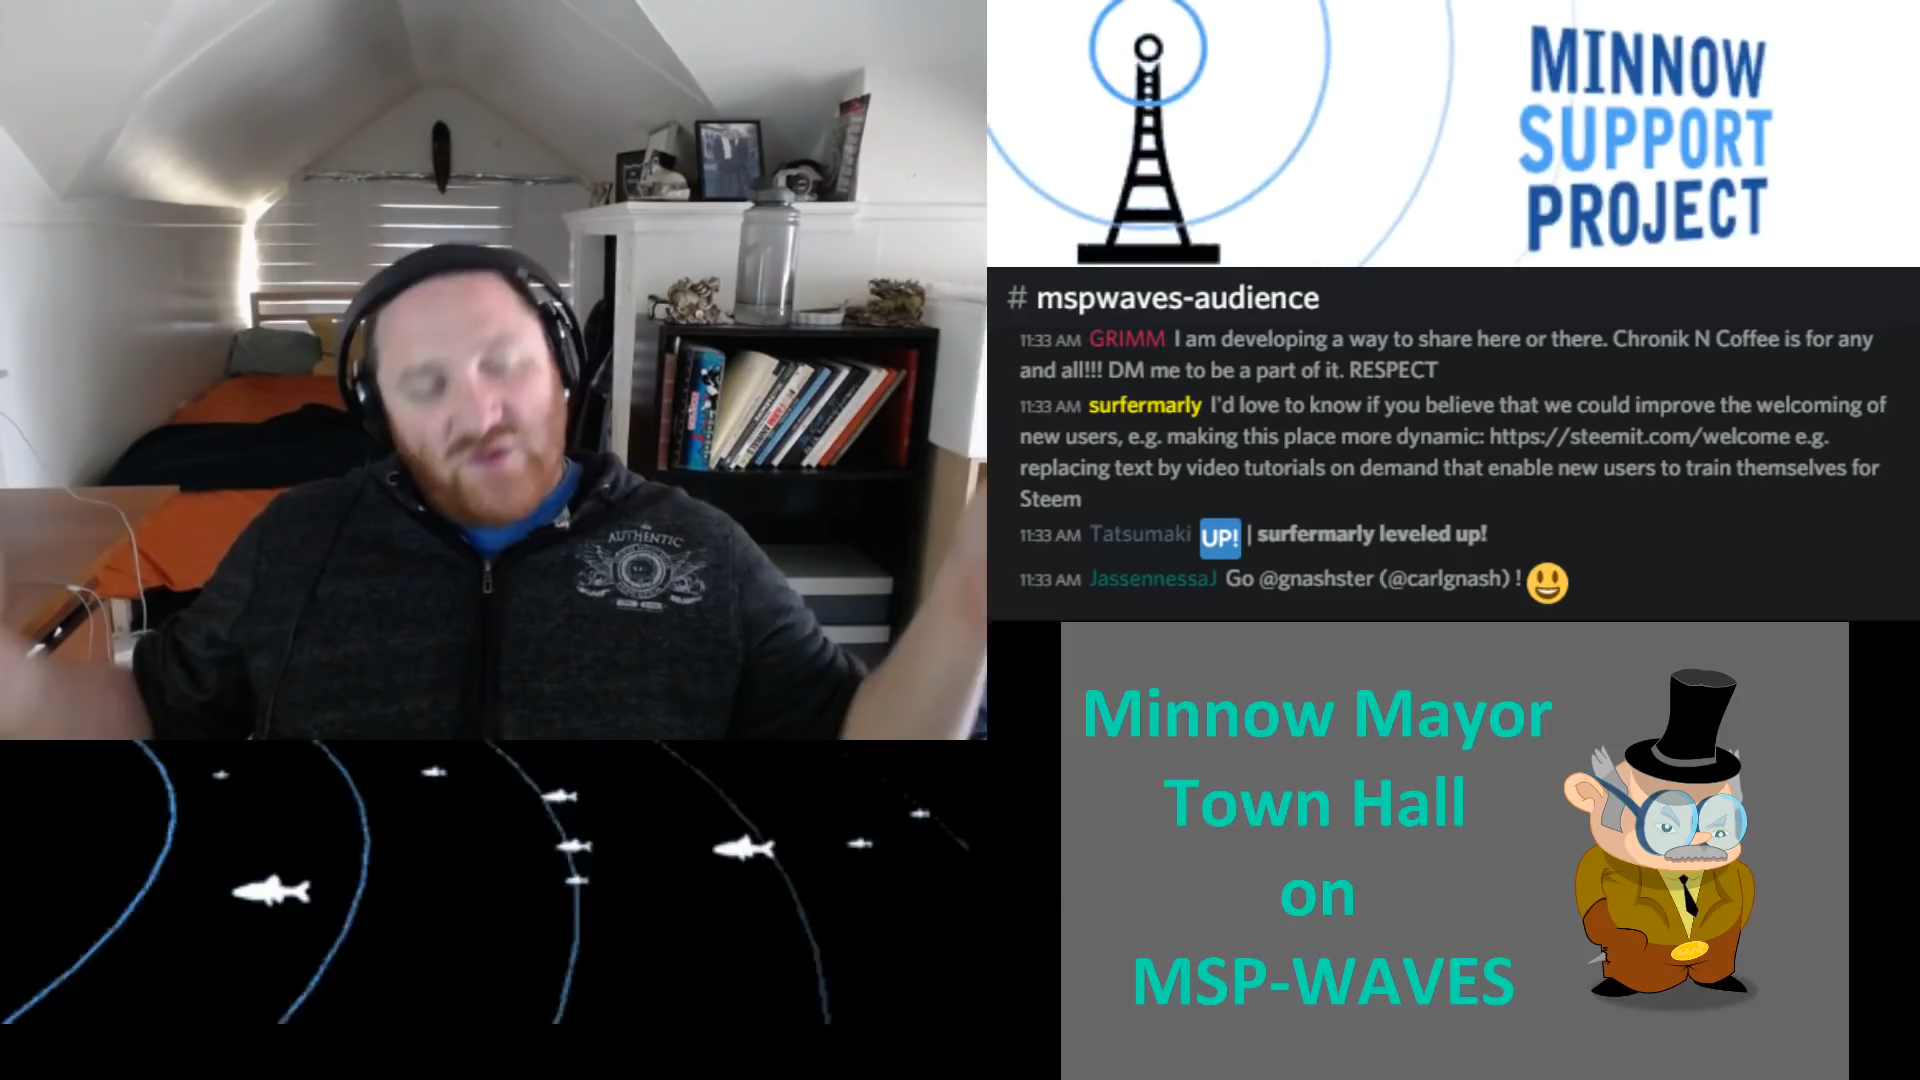 MINNOW
SUPPORT
PROJECT
# mspwaves-audience
11:33 AM GRIMM I am developing a way to share here or there. Chronik N Coffee is for any
and all!!! DM me to be a part of it. RESPECT
11:33 AM surfermarly I'd love to know if you believe that we could improve the welcoming of
new users, e.g. making this place more dynamic: https://steemit.com/welcome e.g.
replacing text by video tutorials on demand that enable new users to train themselves for
Steem
11:33 AM Tatsumaki UP! | surfermarly leveled up!
11:33 AM JassennessaJ Go @gnashster (@carlgnash) ! 😃
AUTHENTIC
Minnow Mayor
Town Hall
on
MSP-WAVES